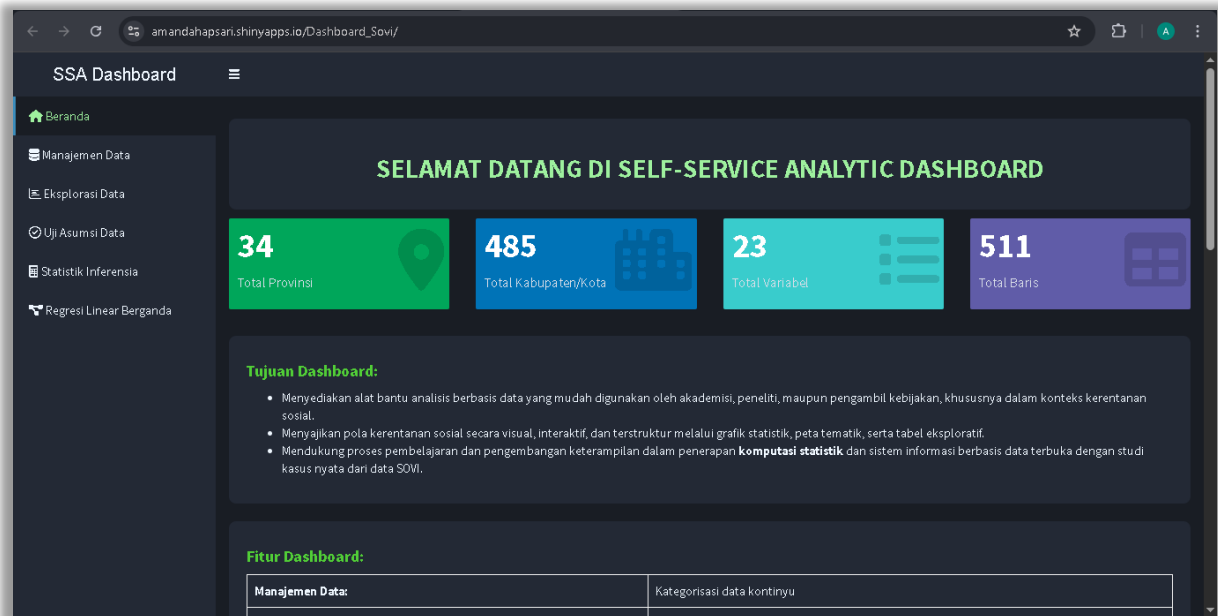 amandahapsari.shinyapps.io/Dashboard_Sovi/
A
SSA Dashboard
Beranda
Manajemen Data
Eksplorasi Data
Uji Asumsi Data
Statistik Inferensia
Regresi Linear Berganda
SELAMAT DATANG DI SELF-SERVICE ANALYTIC DASHBOARD
34
Total Provinsi
485
Total Kabupaten/Kota
23
Total Variabel
511
Total Baris
Tujuan Dashboard:
• Menyediakan alat bantu analisis berbasis data yang mudah digunakan oleh akademisi, peneliti, maupun pengambil kebijakan, khususnya dalam konteks kerentanan
sosial.
• Menyajikan pola kerentanan sosial secara visual, interaktif, dan terstruktur melalui grafik statistik, peta tematik, serta tabel eksploratif.
• Mendukung proses pembelajaran dan pengembangan keterampilan dalam penerapan komputasi statistik dan sistem informasi berbasis data terbuka dengan studi
kasus nyata dari data SOVI.
Fitur Dashboard:
Manajemen Data:
Kategorisasi data kontinyu